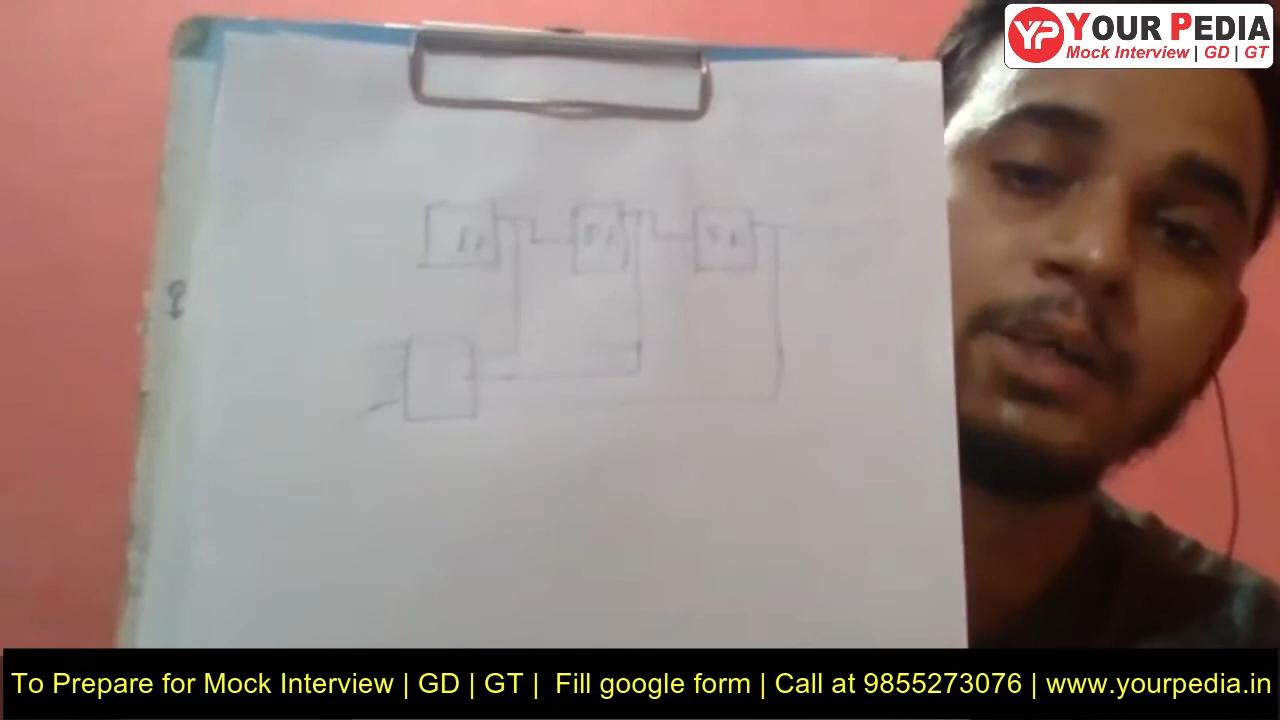 YP YOUR PEDIA
Mock Interview | GD | GT
To Prepare for Mock Interview | GD | GT | Fill google form | Call at 9855273076 | www.yourpedia.in